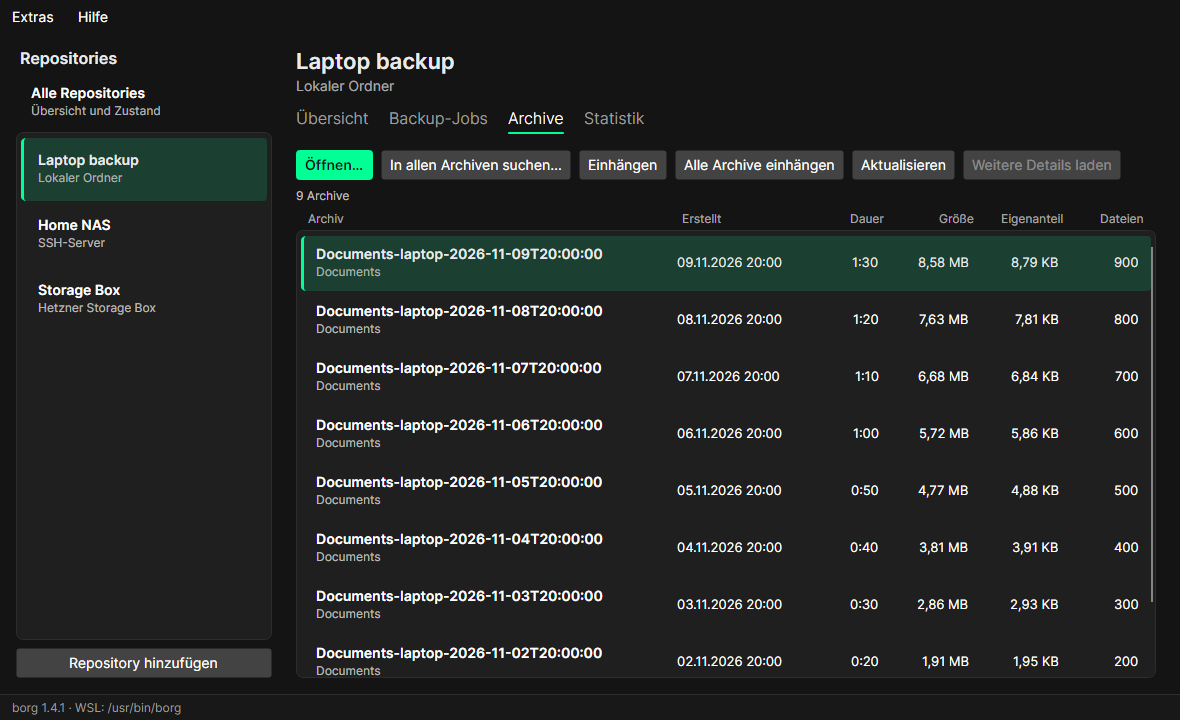 Extras Hilfe
Repositories
Alle Repositories
Übersicht und Zustand
Laptop backup
Lokaler Ordner
Home NAS
SSH-Server
Storage Box
Hetzner Storage Box
Repository hinzufügen
Laptop backup
Lokaler Ordner
Übersicht Backup-Jobs Archive Statistik
Öffnen... In allen Archiven suchen... Einhängen Alle Archive einhängen Aktualisieren Weitere Details laden
9 Archive
Archiv Erstellt Dauer Größe Eigenanteil Dateien
Documents-laptop-2026-11-09T20:00:00 09.11.2026 20:00 1:30 8,58 MB 8,79 KB 900
Documents
Documents-laptop-2026-11-08T20:00:00 08.11.2026 20:00 1:20 7,63 MB 7,81 KB 800
Documents
Documents-laptop-2026-11-07T20:00:00 07.11.2026 20:00 1:10 6,68 MB 6,84 KB 700
Documents
Documents-laptop-2026-11-06T20:00:00 06.11.2026 20:00 1:00 5,72 MB 5,86 KB 600
Documents
Documents-laptop-2026-11-05T20:00:00 05.11.2026 20:00 0:50 4,77 MB 4,88 KB 500
Documents
Documents-laptop-2026-11-04T20:00:00 04.11.2026 20:00 0:40 3,81 MB 3,91 KB 400
Documents
Documents-laptop-2026-11-03T20:00:00 03.11.2026 20:00 0:30 2,86 MB 2,93 KB 300
Documents
Documents-laptop-2026-11-02T20:00:00 02.11.2026 20:00 0:20 1,91 MB 1,95 KB 200
Documents
borg 1.4.1 · WSL: /usr/bin/borg